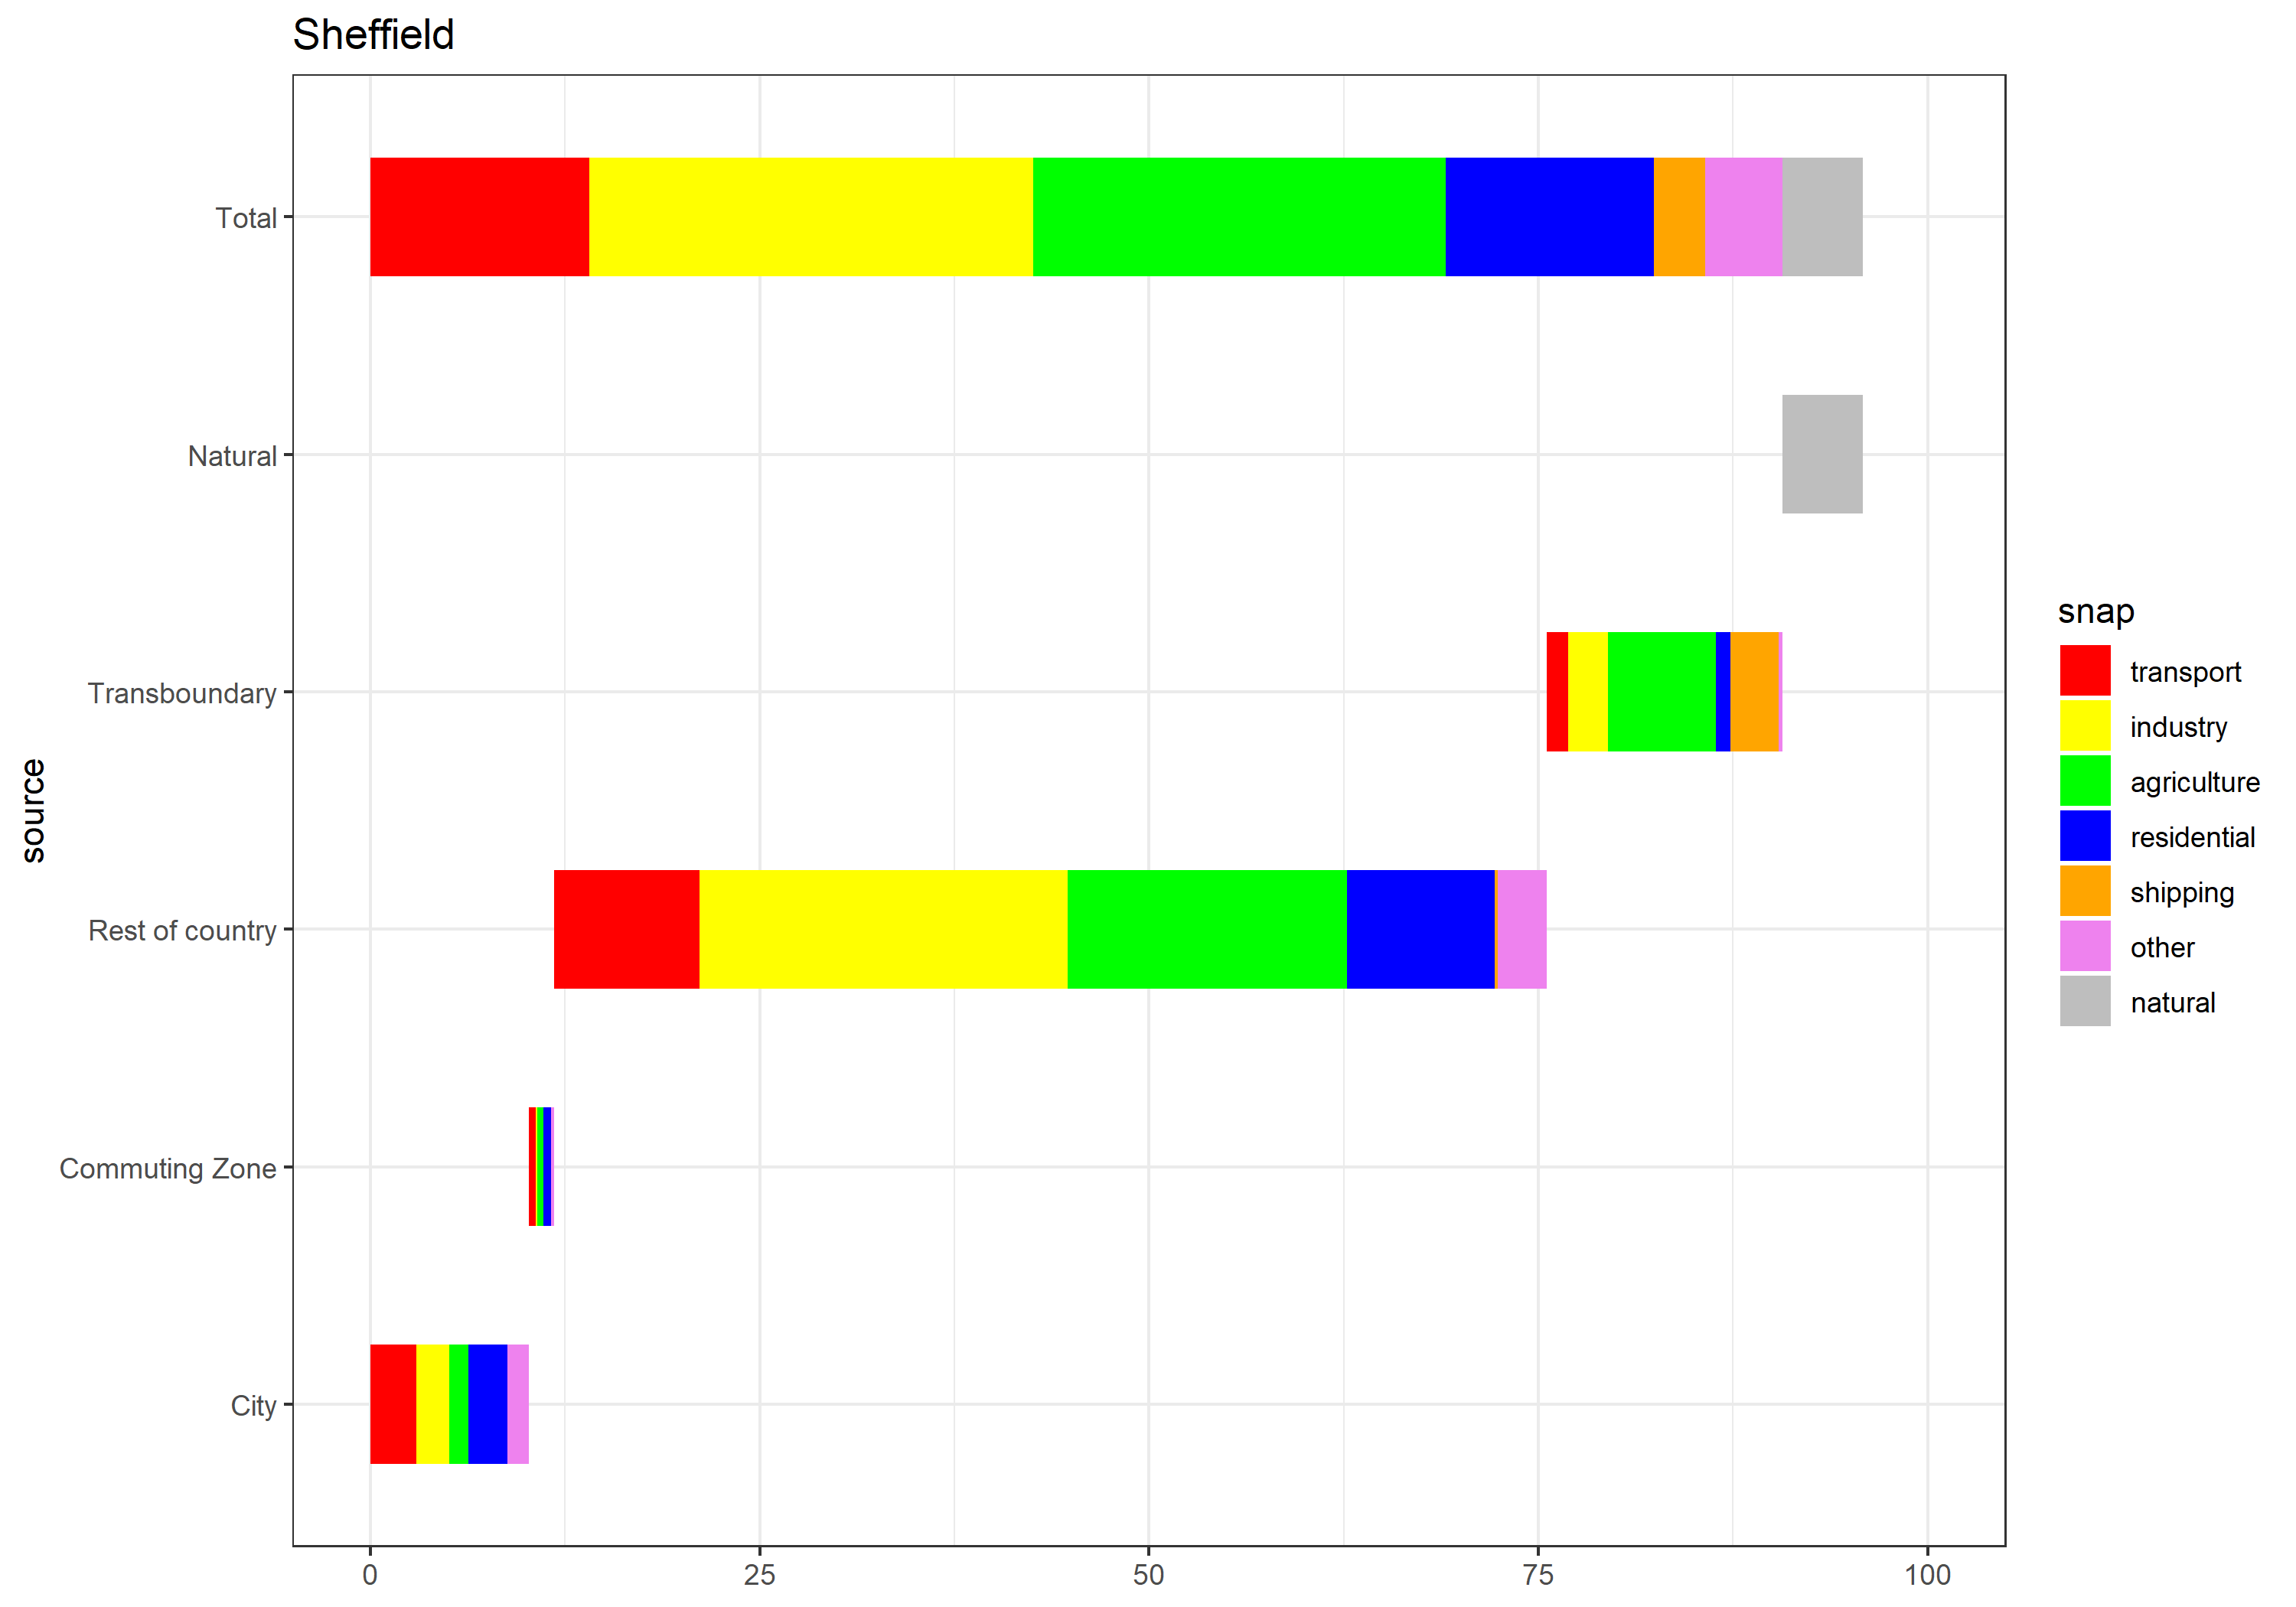 Sheffield
Total
Natural
Transboundary
Rest of country
Commuting Zone
City
source
0 25 50 75 100
snap
transport
industry
agriculture
residential
shipping
other
natural